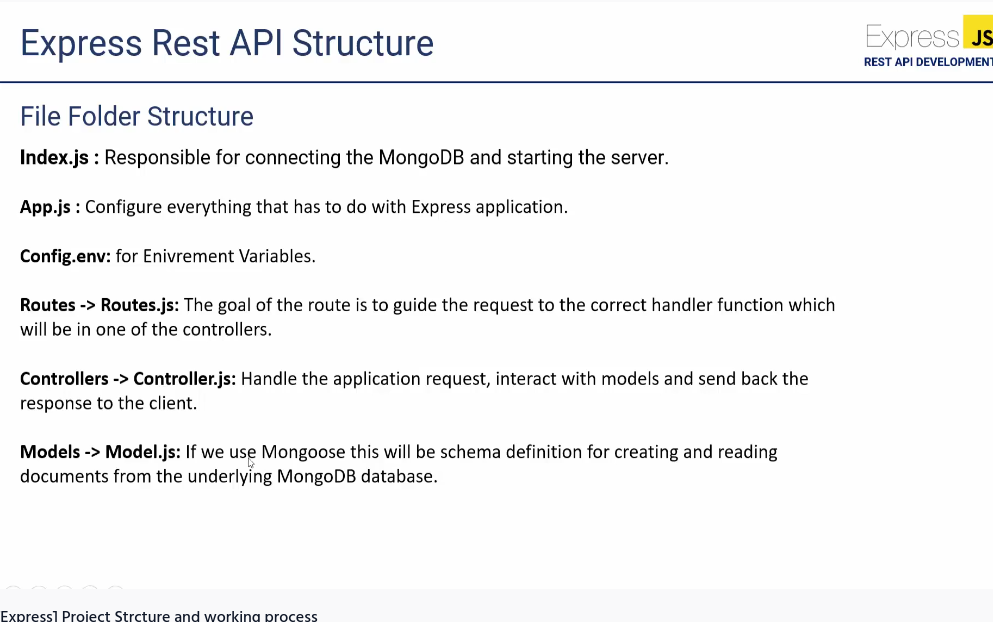 Express Rest API Structure
Express JS
REST API DEVELOPMENT
File Folder Structure
Index.js : Responsible for connecting the MongoDB and starting the server.
App.js : Configure everything that has to do with Express application.
Config.env: for Enivrement Variables.
Routes -> Routes.js: The goal of the route is to guide the request to the correct handler function which
will be in one of the controllers.
Controllers -> Controller.js: Handle the application request, interact with models and send back the
response to the client.
Models -> Model.js: If we use Mongoose this will be schema definition for creating and reading
documents from the underlying MongoDB database.
Express] Project Strcture and working process